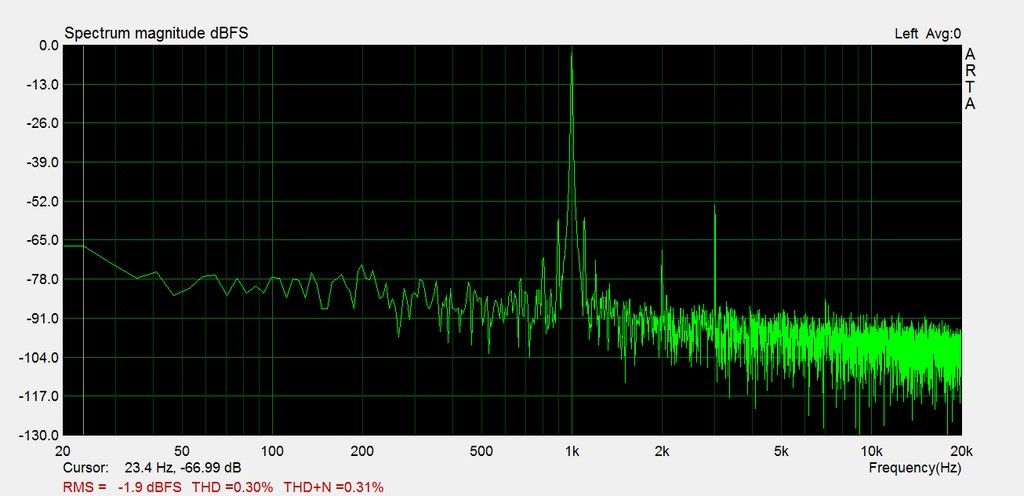 Spectrum magnitude dBFS
Left Avg:0
0.0
-13.0
-26.0
-39.0
-52.0
-65.0
-78.0
-91.0
-104.0
-117.0
-130.0
A
R
T
A
20 50 100 200 500 1k 2k 5k 10k 20k
Cursor: 23.4 Hz, -66.99 dB
Frequency(Hz)
RMS = -1.9 dBFS THD =0.30% THD+N =0.31%